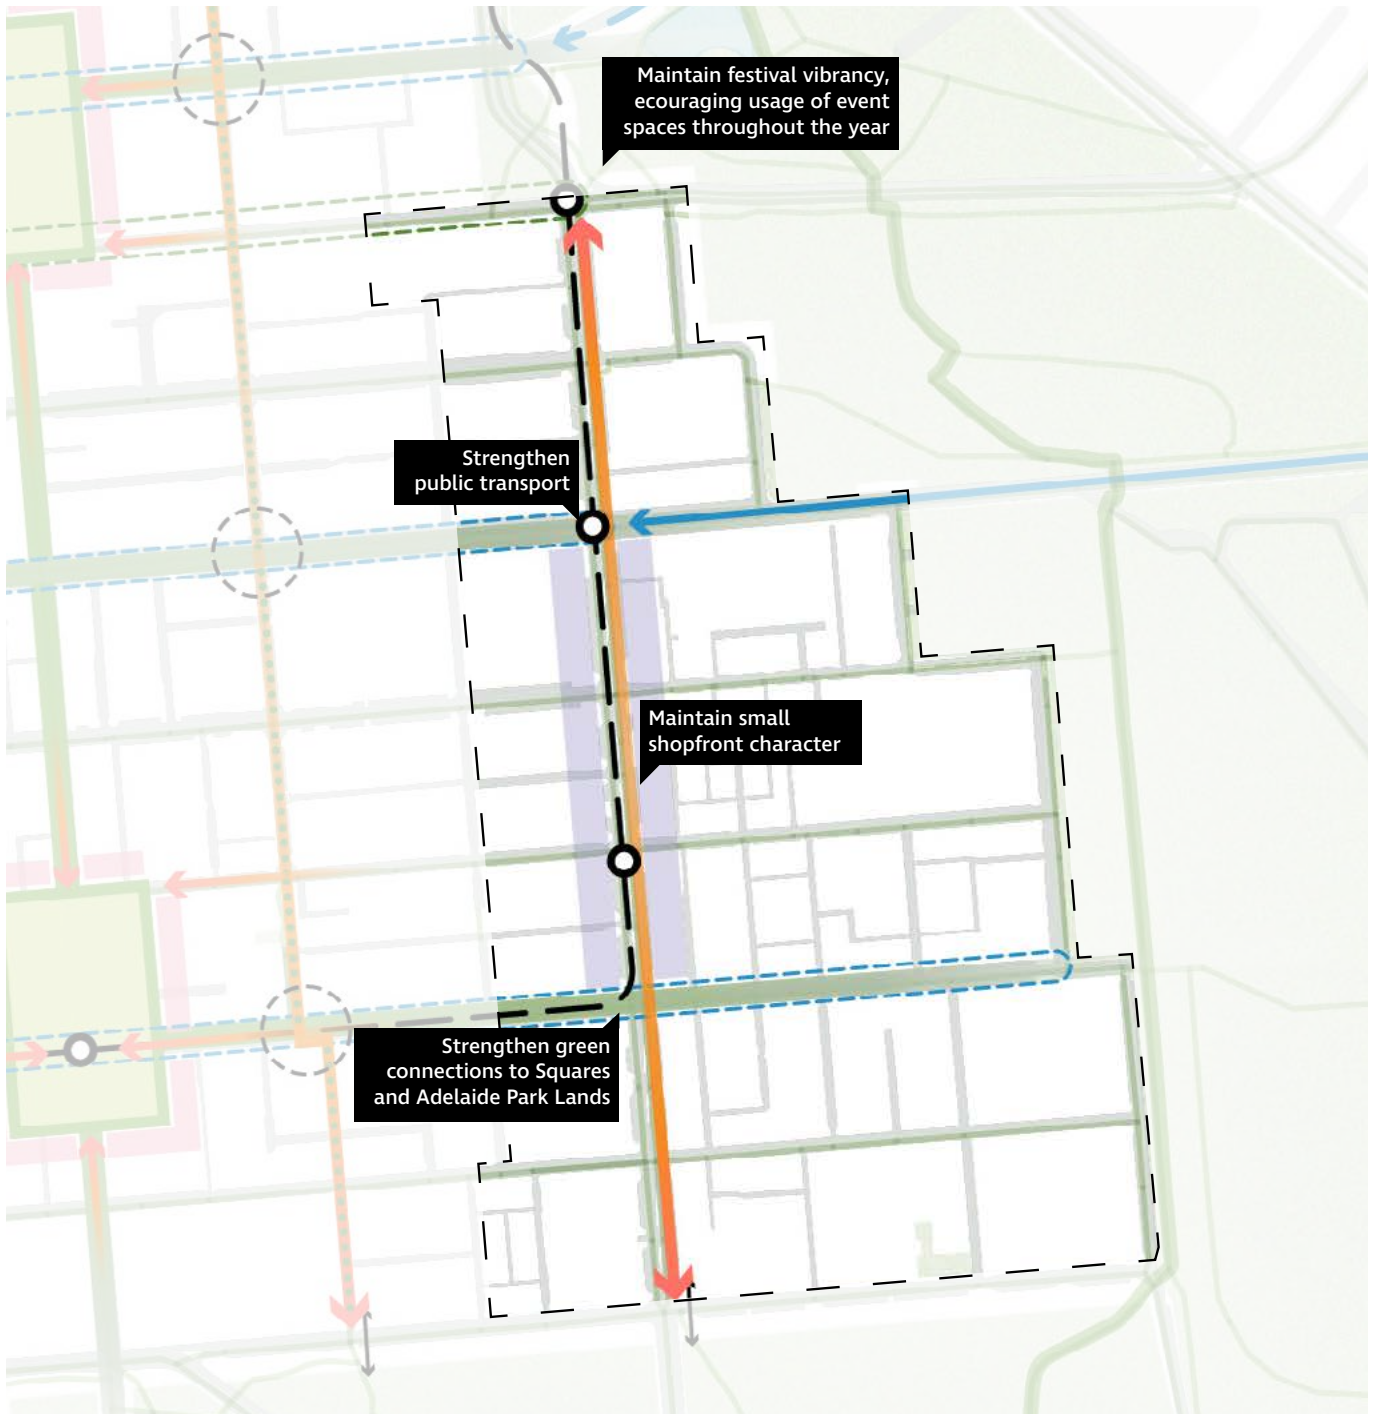 Maintain festival vibrancy,
ecouraging usage of event
spaces throughout the year
Strengthen
public transport
Maintain small
shopfront character
Strengthen green
connections to Squares
and Adelaide Park Lands